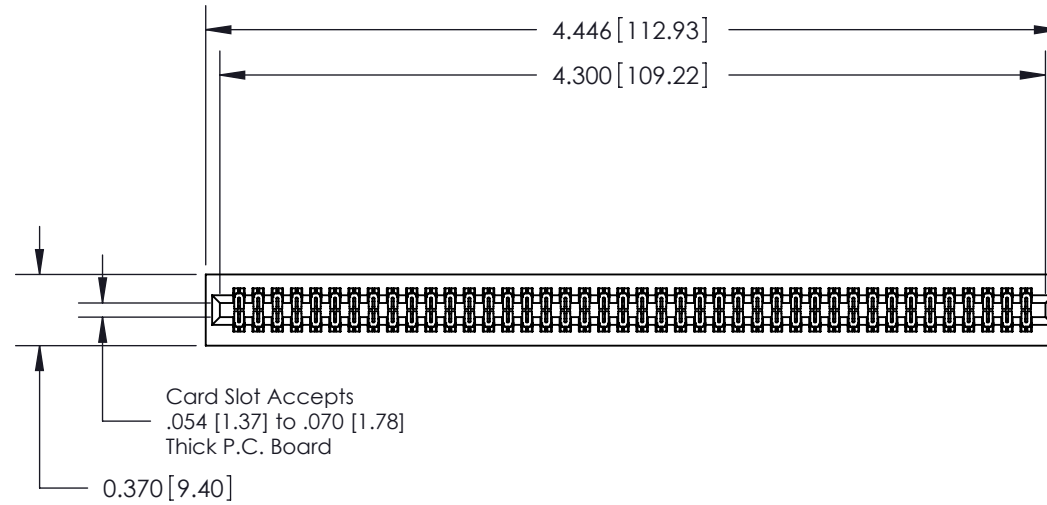 4.446 [112.93]
4.300 [109.22]
Card Slot Accepts
.054 [1.37] to .070 [1.78]
Thick P.C. Board
0.370 [9.40]